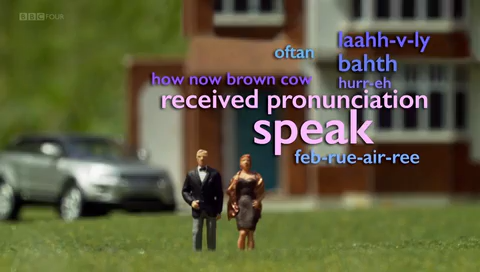 BBC FOUR
laahh-v-ly
oftan
bahth
how now brown cow
hurr-eh
received pronunciation
speak
feb-rue-air-ree